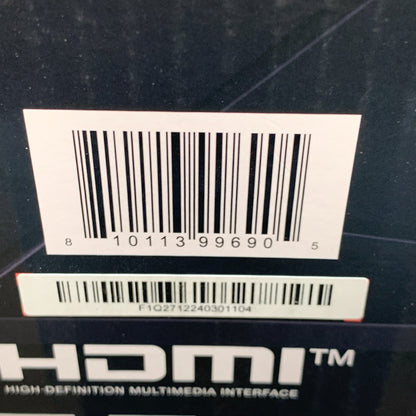 8 10113 99690 5
F1Q2712240301104
HDMI™
HIGH-DEFINITION MULTIMEDIA INTERFACE